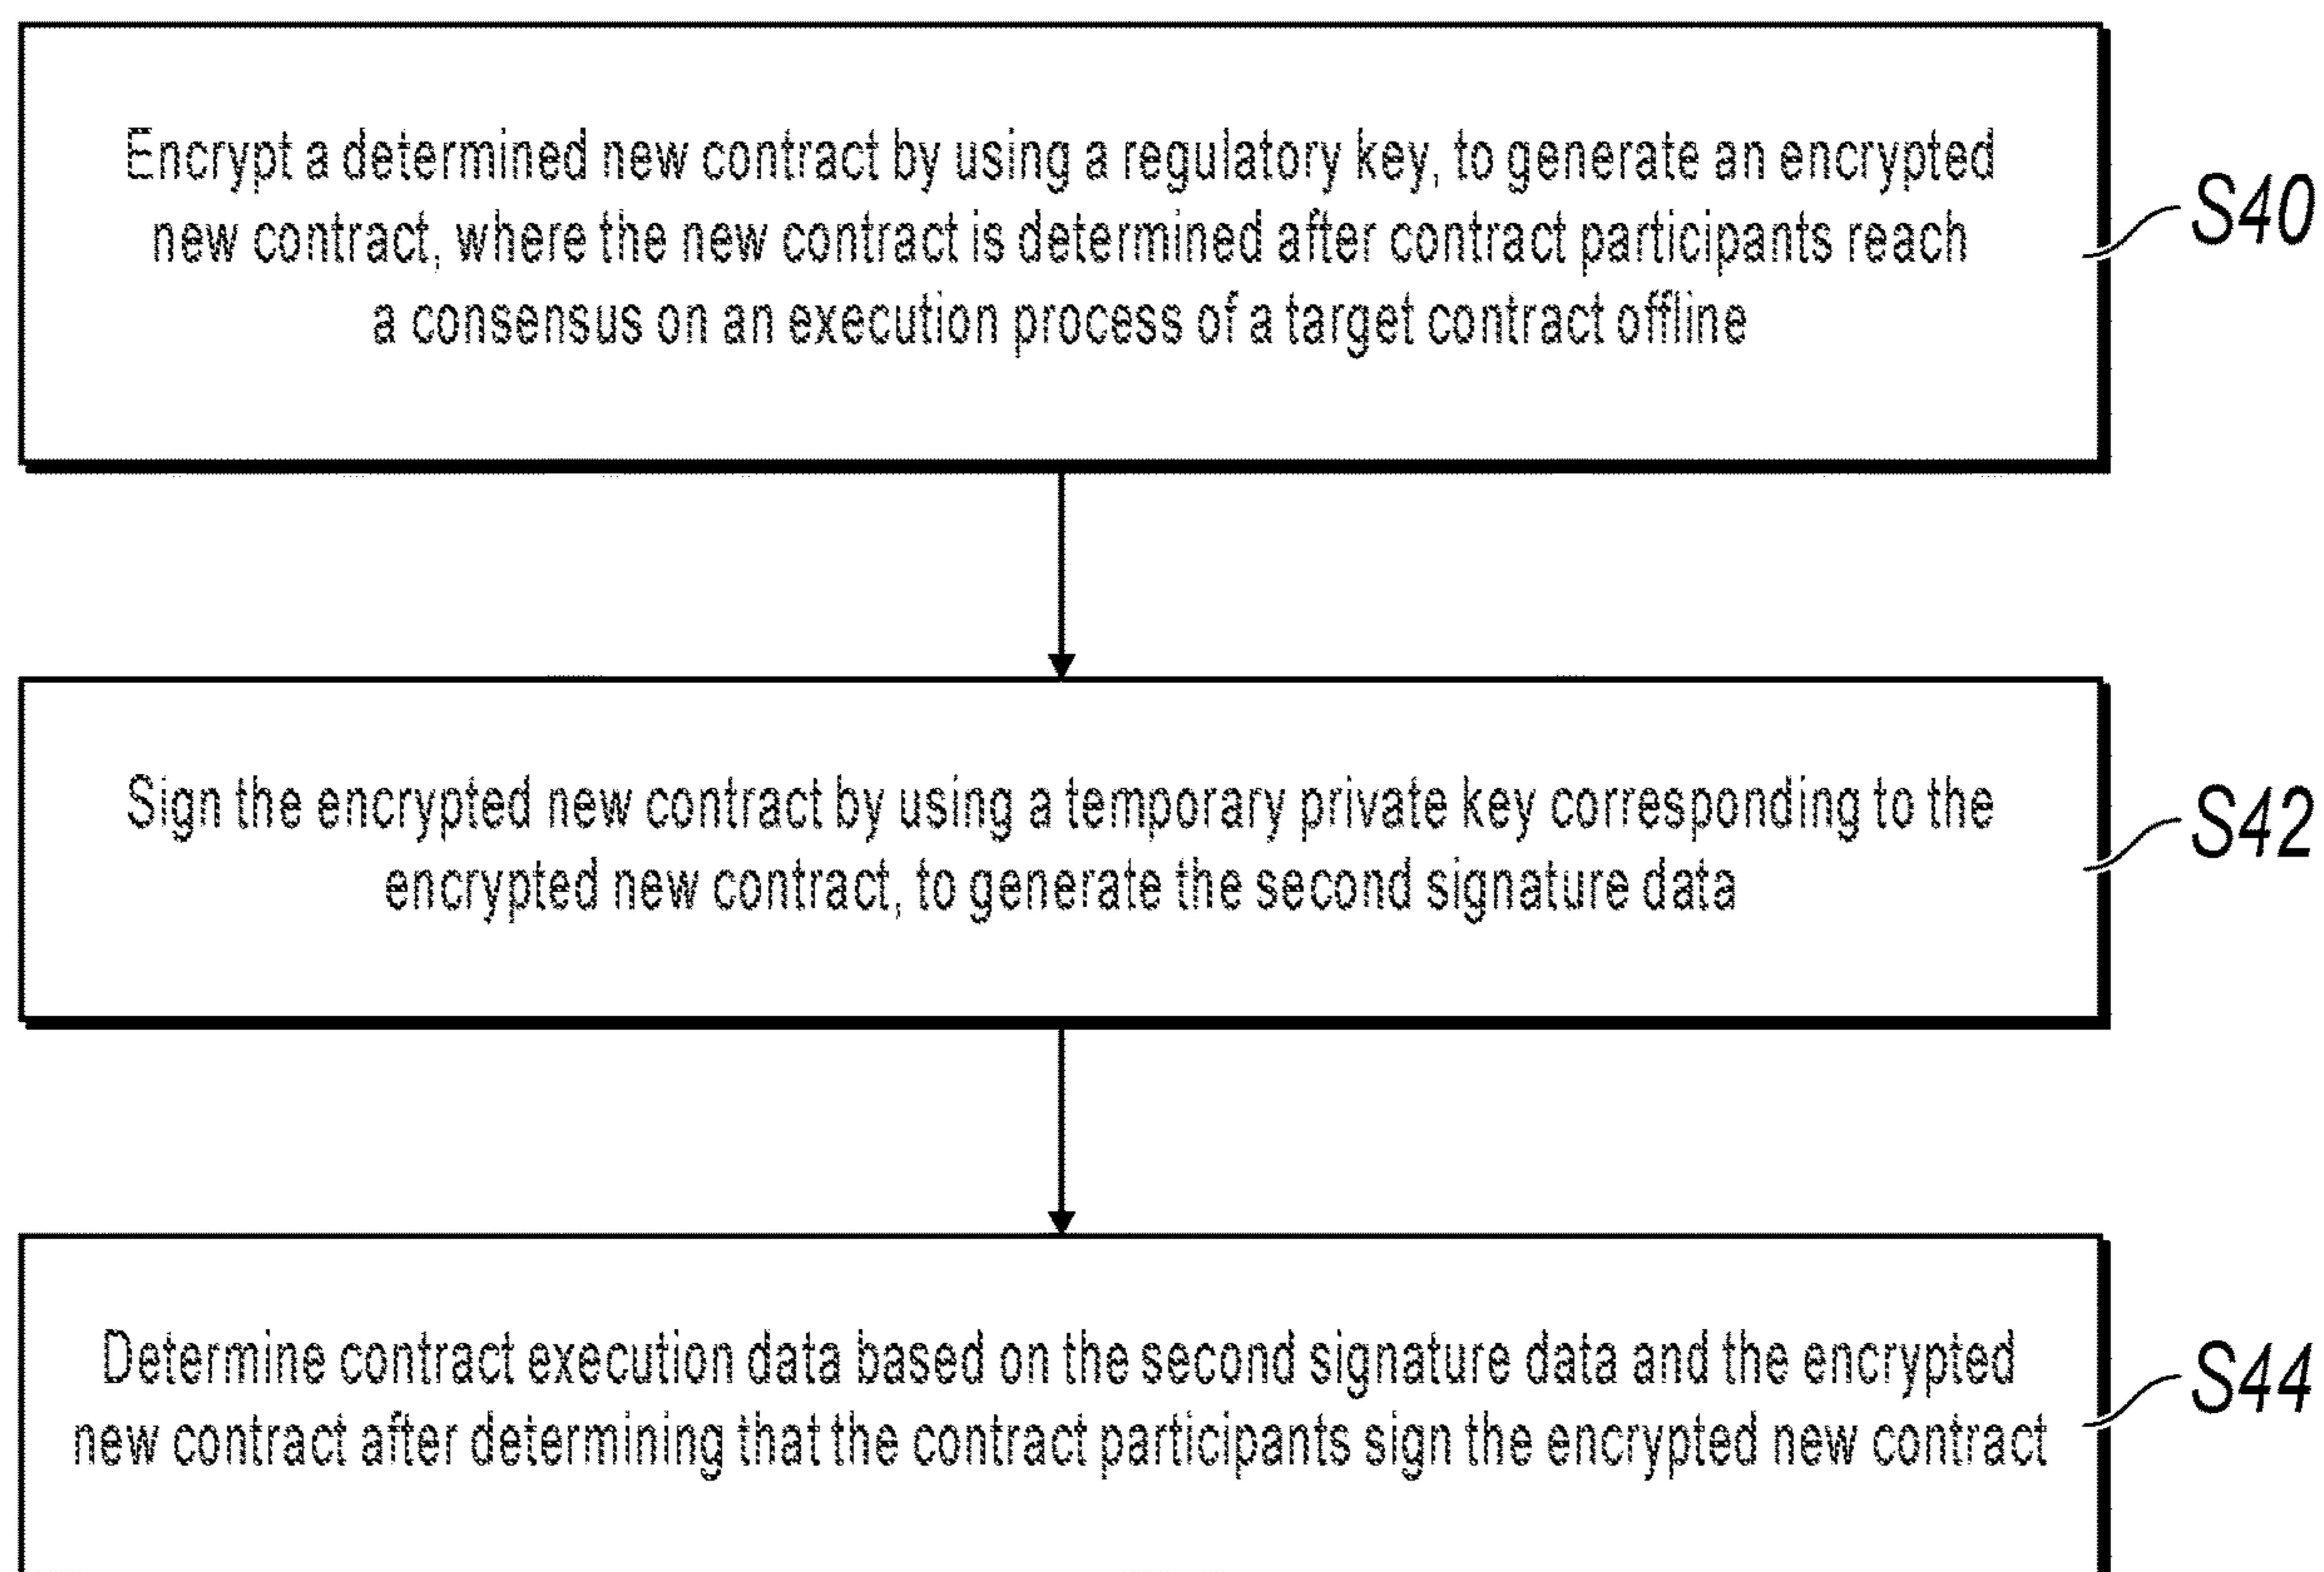 Encrypt a determined new contract by using a regulatory key, to generate an encrypted
new contract, where the new contract is determined after contract participants reach
a consensus on an execution process of a target contract offline
S40
Sign the encrypted new contract by using a temporary private key corresponding to the
encrypted new contract, to generate the second signature data
S42
Determine contract execution data based on the second signature data and the encrypted
new contract after determining that the contract participants sign the encrypted new contract
S44